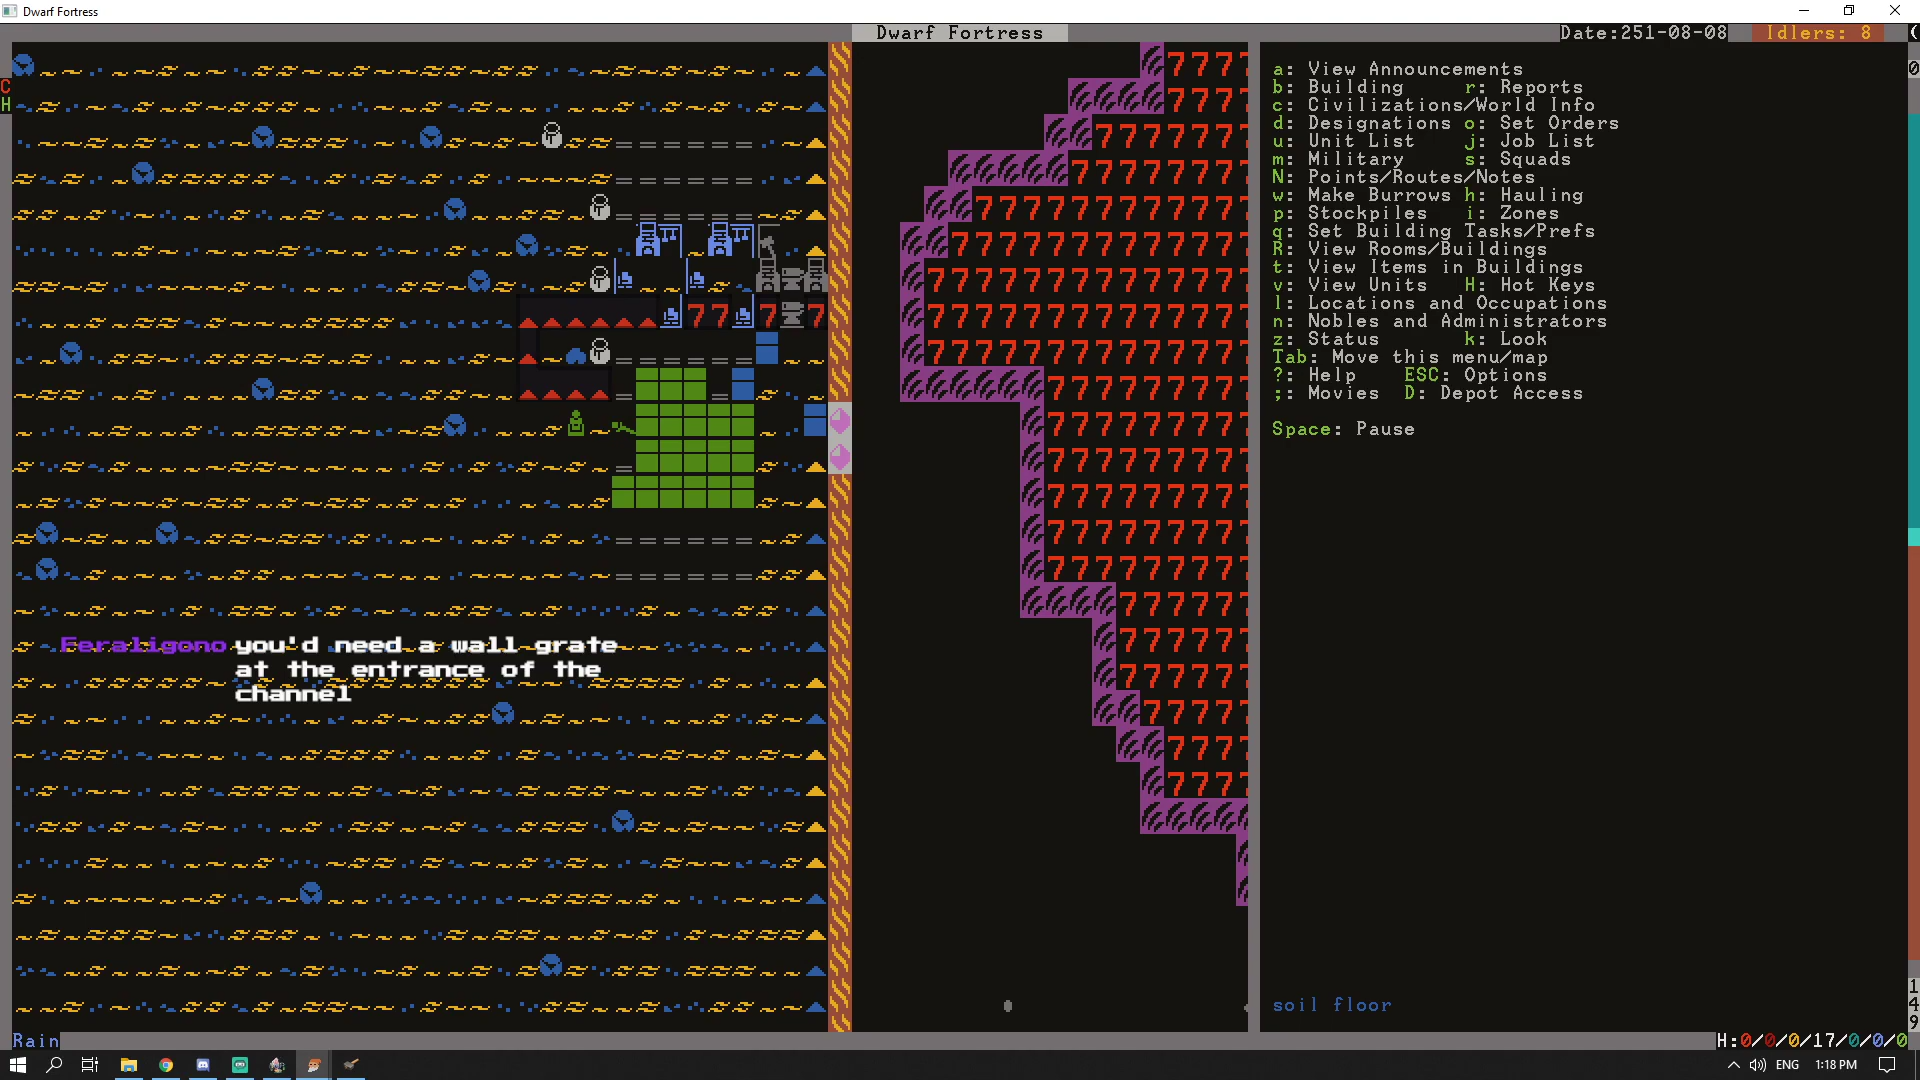 Dwarf Fortress
Dwarf Fortress
Date:251-08-08
Idlers: 8
a: View Announcements
b: Building r: Reports
c: Civilizations/World Info
d: Designations o: Set Orders
u: Unit List j: Job List
m: Military s: Squads
N: Points/Routes/Notes
w: Make Burrows h: Hauling
p: Stockpiles i: Zones
q: Set Building Tasks/Prefs
R: View Rooms/Buildings
t: View Items in Buildings
v: View Units H: Hot Keys
l: Locations and Occupations
n: Nobles and Administrators
z: Status k: Look
Tab: Move this menu/map
?: Help ESC: Options
;: Movies D: Depot Access
Space: Pause
C
H
Feraligono you'd need a wall grate
at the entrance of the
channel
soil floor
0
1
4
9
Rain
H:0/0/0/17/0/0/0
ENG
1:18 PM